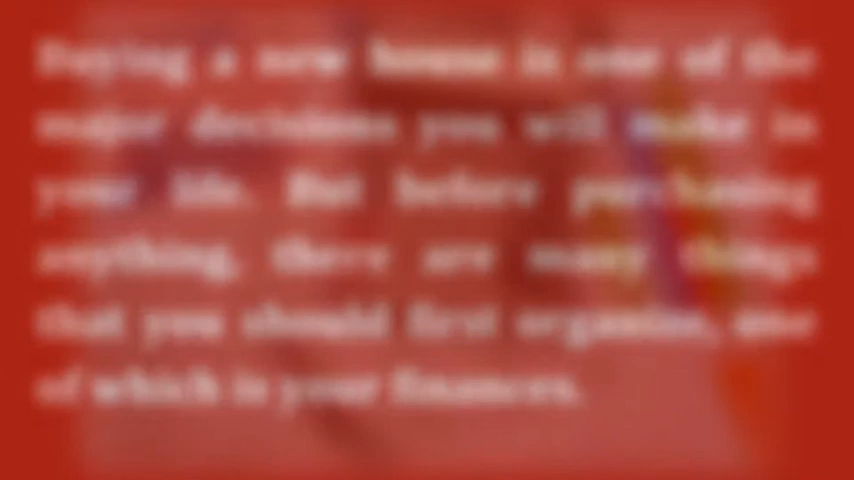 Buying a new house is one of the
major decisions you will make in
your life. But before purchasing
anything, there are many things
that you should first organize, one
of which is your finances.